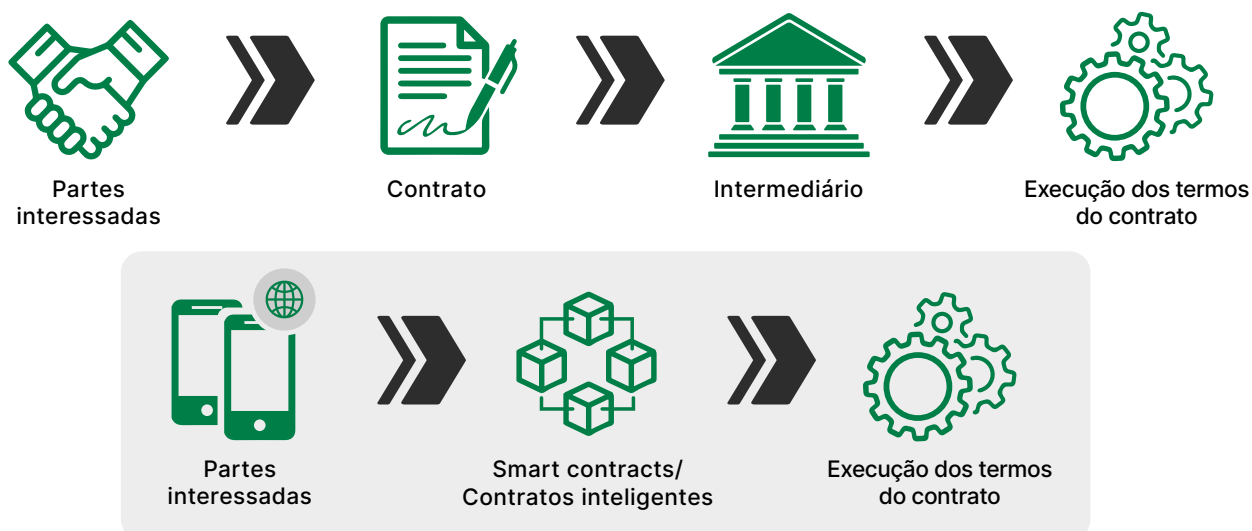 Partes
interessadas
Contrato
Intermediário
Execução dos termos
do contrato
Partes
interessadas
Smart contracts/
Contratos inteligentes
Execução dos termos
do contrato